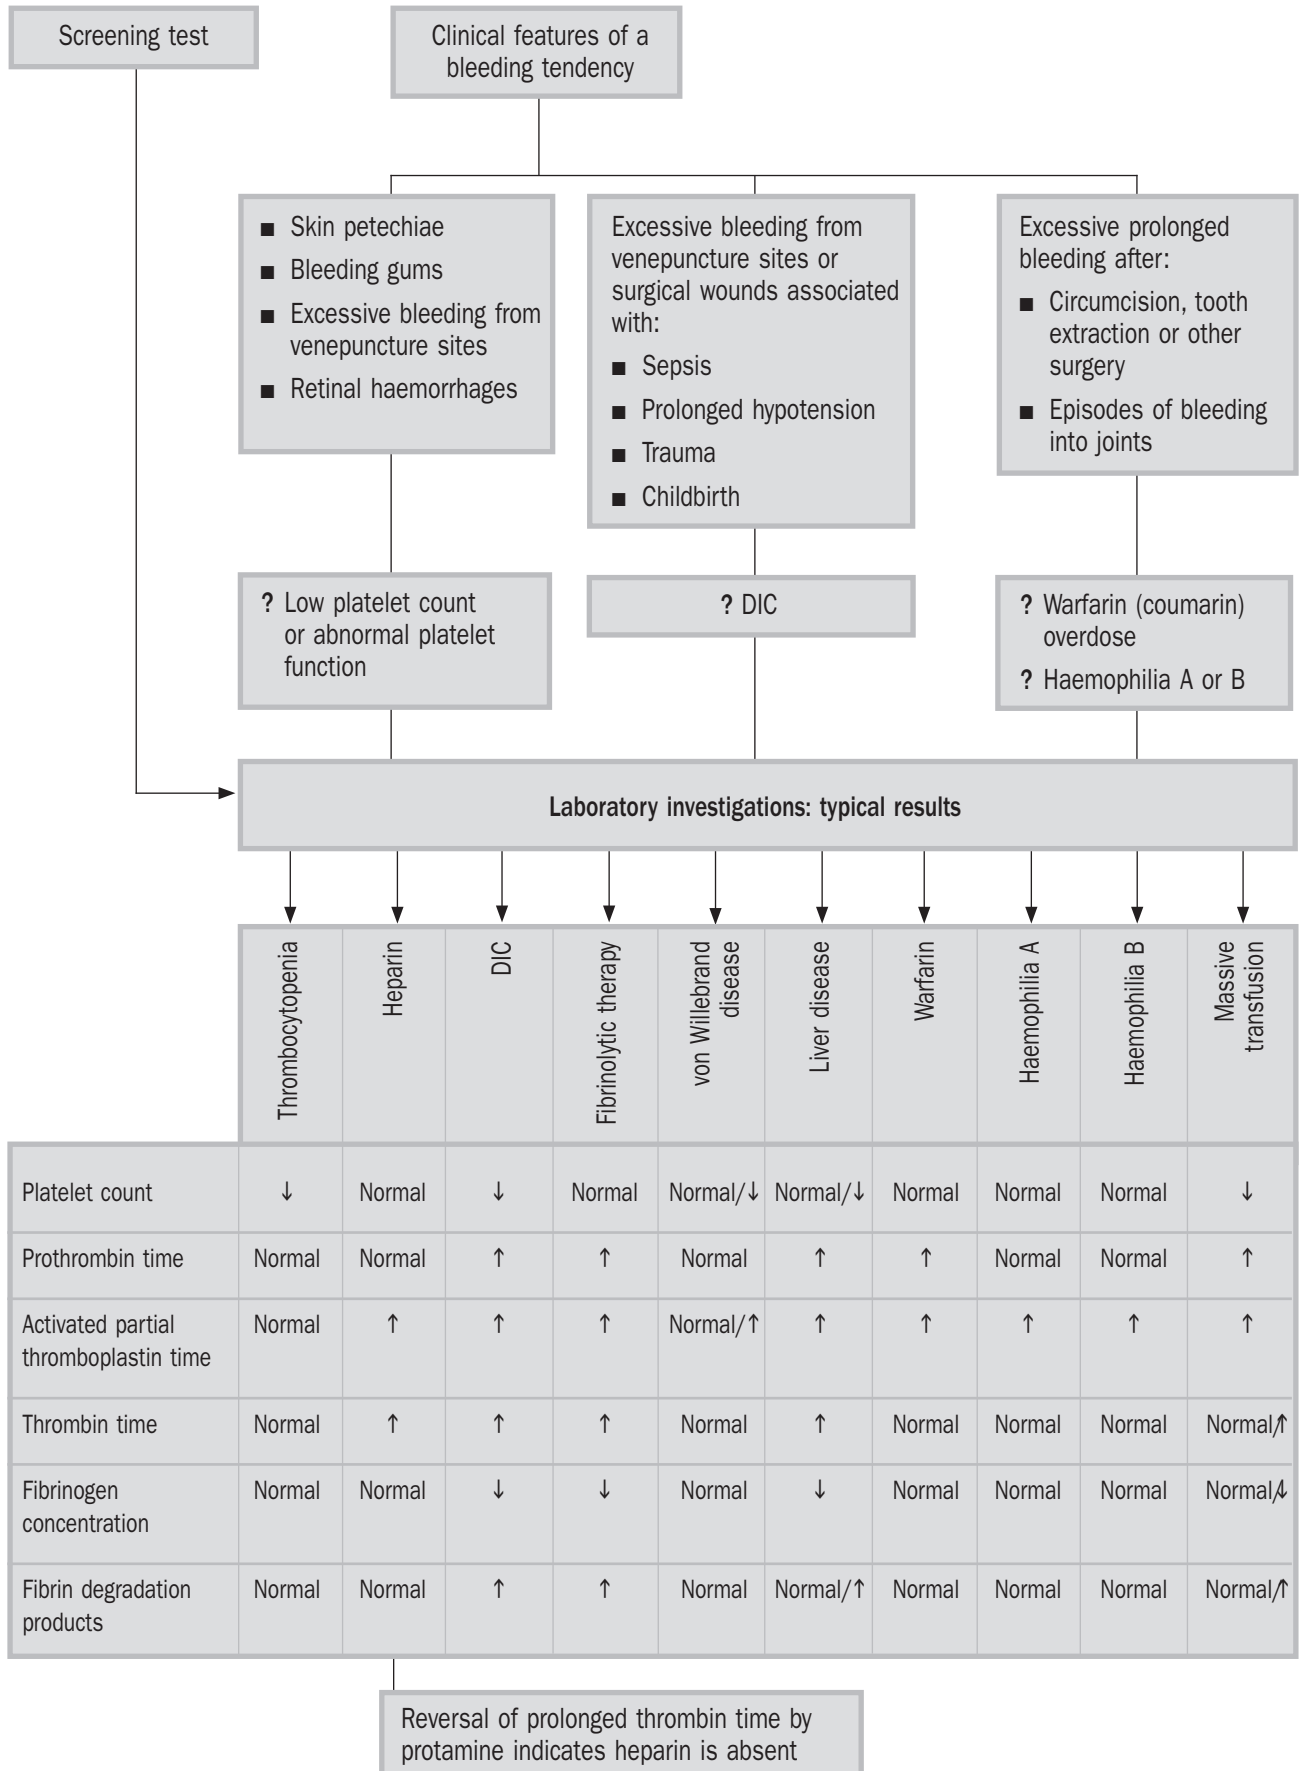 Screening test
Clinical features of a
bleeding tendency
■ Skin petechiae
■ Bleeding gums
■ Excessive bleeding from
venepuncture sites
■ Retinal haemorrhages
Excessive bleeding from
venepuncture sites or
surgical wounds associated
with:
■ Sepsis
■ Prolonged hypotension
■ Trauma
■ Childbirth
Excessive prolonged
bleeding after:
■ Circumcision, tooth
extraction or other
surgery
■ Episodes of bleeding
into joints
? Low platelet count
or abnormal platelet
function
? DIC
? Warfarin (coumarin)
overdose
? Haemophilia A or B
Laboratory investigations: typical results
Thrombocytopenia
Heparin
DIC
Fibrinolytic therapy
von Willebrand
disease
Liver disease
Warfarin
Haemophilia A
Haemophilia B
Massive
transfusion
Platelet count ↓ Normal ↓ Normal Normal/↓ Normal/↓ Normal Normal Normal ↓
Prothrombin time Normal Normal ↑ ↑ Normal ↑ ↑ Normal Normal ↑
Activated partial
thromboplastin time Normal ↑ ↑ ↑ Normal/↑ ↑ ↑ ↑ ↑ ↑
Thrombin time Normal ↑ ↑ ↑ Normal ↑ Normal Normal Normal Normal/↑
Fibrinogen
concentration Normal Normal ↓ ↓ Normal ↓ Normal Normal Normal Normal/↓
Fibrin degradation
products Normal Normal ↑ ↑ Normal Normal/↑ Normal Normal Normal Normal/↑
Reversal of prolonged thrombin time by
protamine indicates heparin is absent